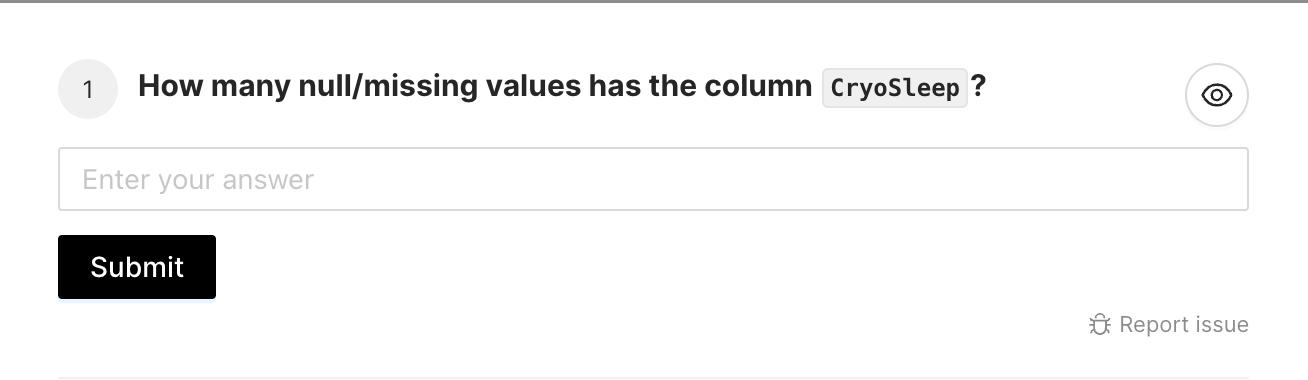 1 How many null/missing values has the column CryoSleep?
Enter your answer
Submit
Report issue